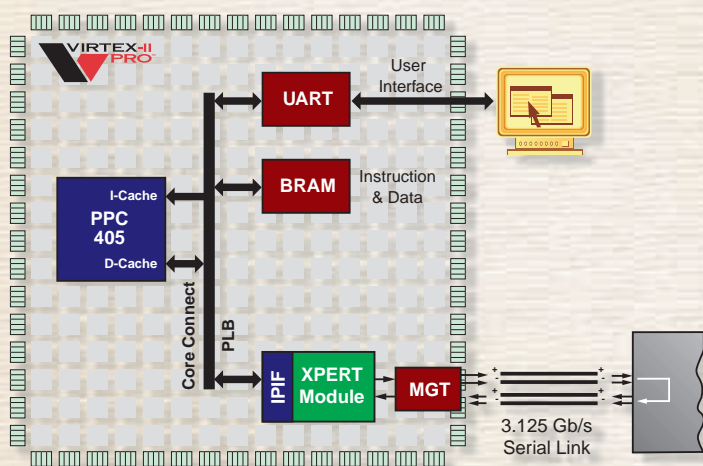 VIRTEX-II
PRO™
UART
User
Interface
BRAM
Instruction
& Data
I-Cache
PPC
405
D-Cache
Core Connect
PLB
IPIF
XPERT
Module
MGT
+
-
+
-
+
-
+
-
3.125 Gb/s
Serial Link